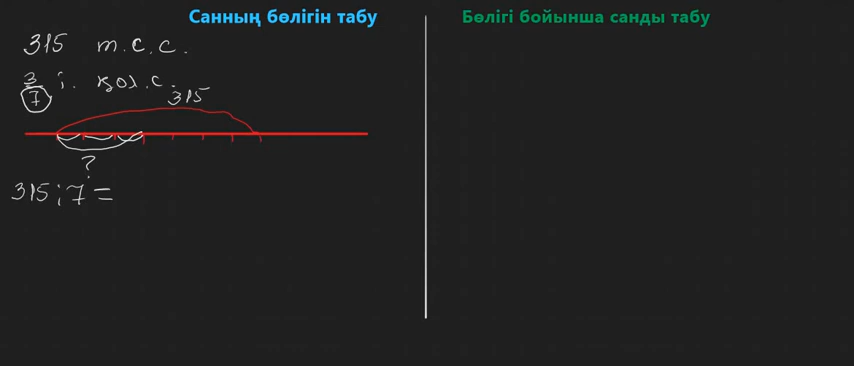 Санның бөлігін табу
315 т.с.с.
3/7 і. қол.с.
315
?
315:7=
Бөлігі бойынша санды табу